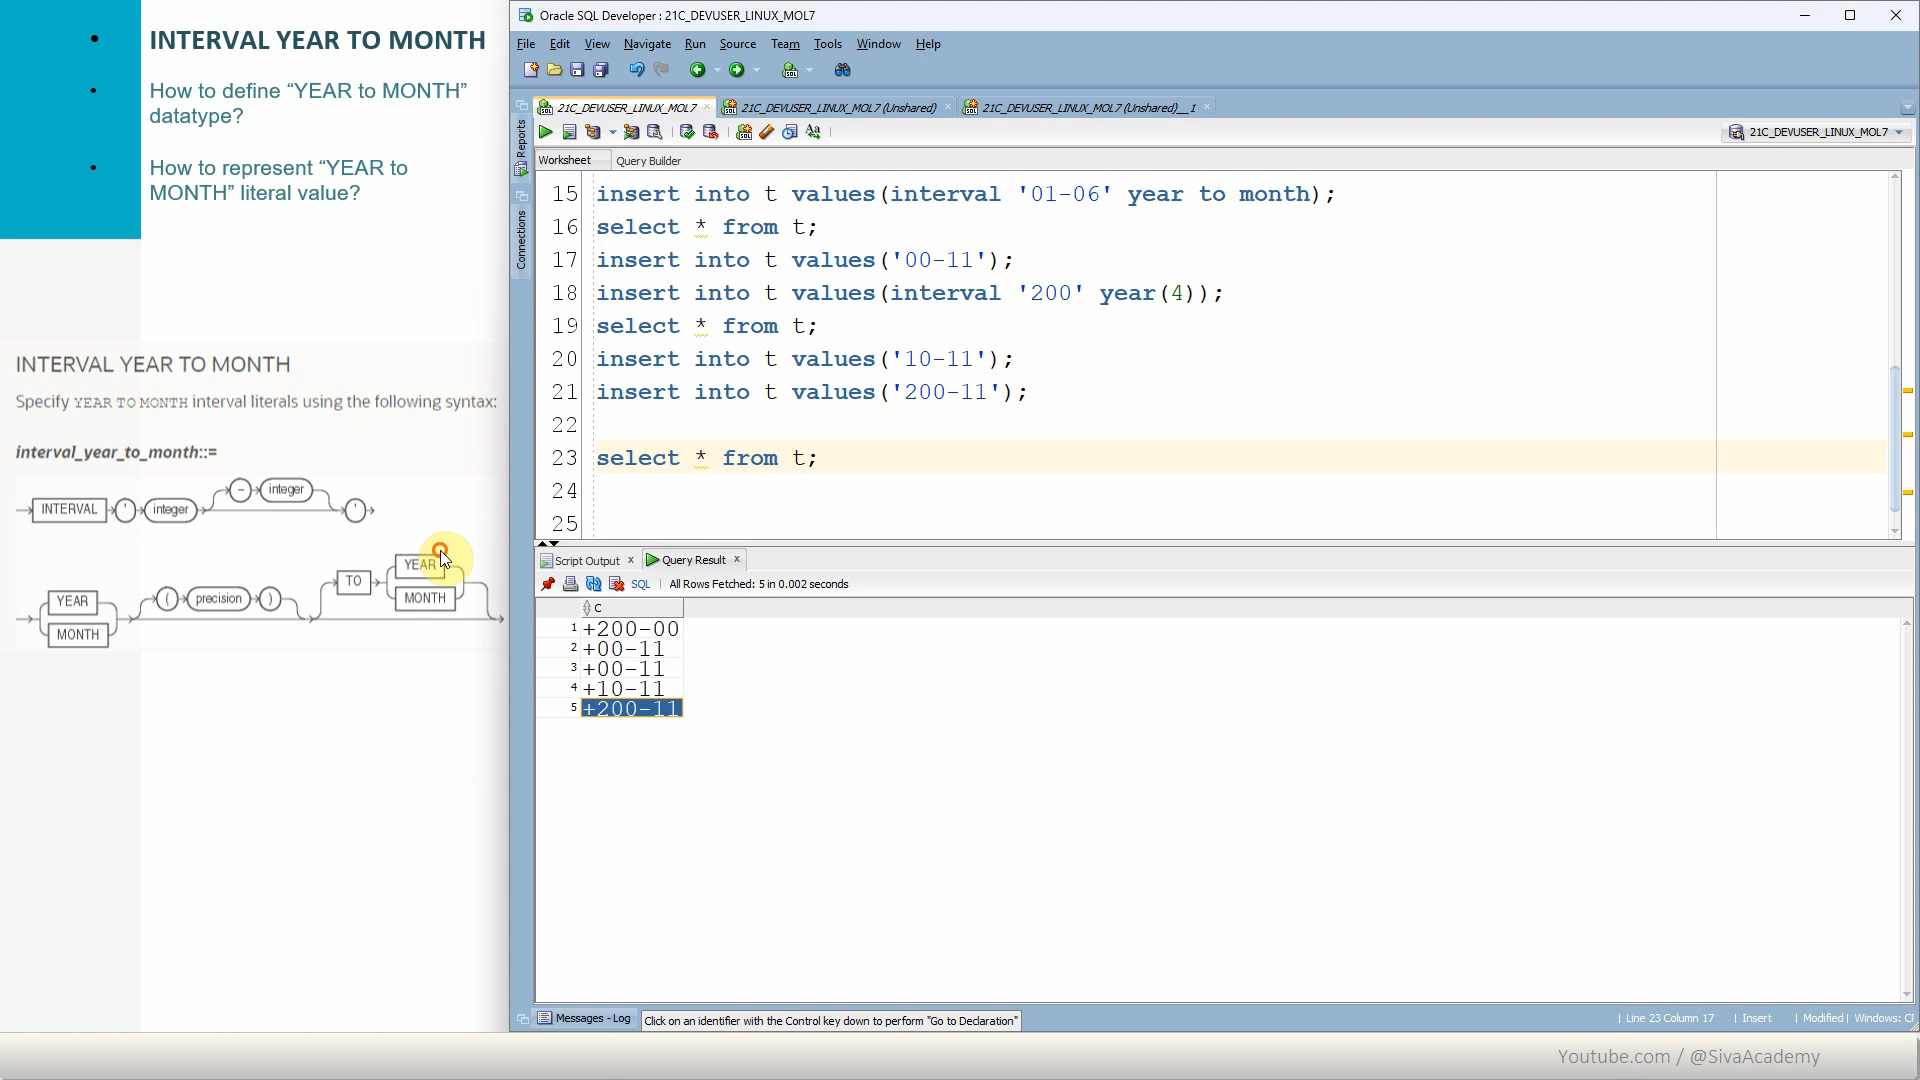 • INTERVAL YEAR TO MONTH
• How to define “YEAR to MONTH”
datatype?
• How to represent “YEAR to
MONTH” literal value?
INTERVAL YEAR TO MONTH
Specify YEAR TO MONTH interval literals using the following syntax:
interval_year_to_month::=
INTERVAL ' integer - integer '
YEAR MONTH ( precision ) TO YEAR MONTH
Oracle SQL Developer : 21C_DEVUSER_LINUX_MOL7
File Edit View Navigate Run Source Team Tools Window Help
21C_DEVUSER_LINUX_MOL7 21C_DEVUSER_LINUX_MOL7 (Unshared) 21C_DEVUSER_LINUX_MOL7 (Unshared)__1
21C_DEVUSER_LINUX_MOL7
Reports
Connections
Worksheet Query Builder
15 insert into t values(interval '01-06' year to month);
16 select * from t;
17 insert into t values('00-11');
18 insert into t values(interval '200' year(4));
19 select * from t;
20 insert into t values('10-11');
21 insert into t values('200-11');
22
23 select * from t;
24
25
Script Output x Query Result x
SQL | All Rows Fetched: 5 in 0.002 seconds
C
1 +200-00
2 +00-11
3 +00-11
4 +10-11
5 +200-11
Messages - Log Click on an identifier with the Control key down to perform "Go to Declaration"
| Line 23 Column 17 | Insert | Modified | Windows:
Youtube.com / @SivaAcademy